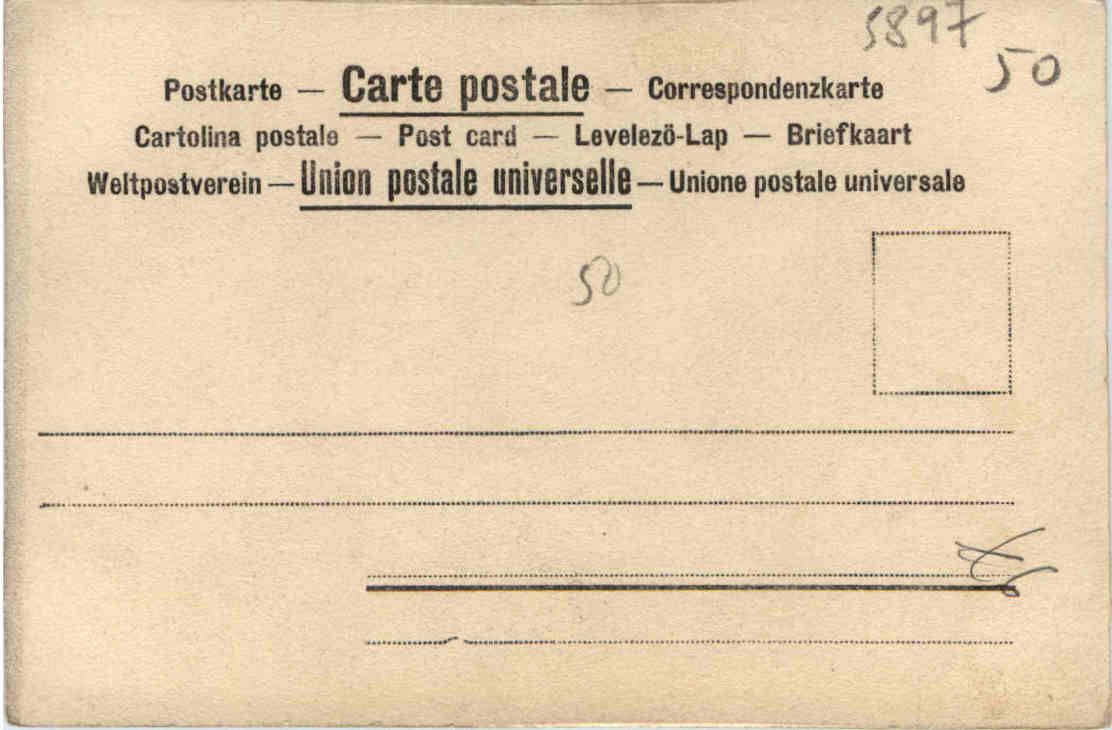 5897
50
Postkarte — Carte postale — Correspondenzkarte
Cartolina postale — Post card — Levelezö-Lap — Briefkaart
Weltpostverein — Union postale universelle — Unione postale universale
50